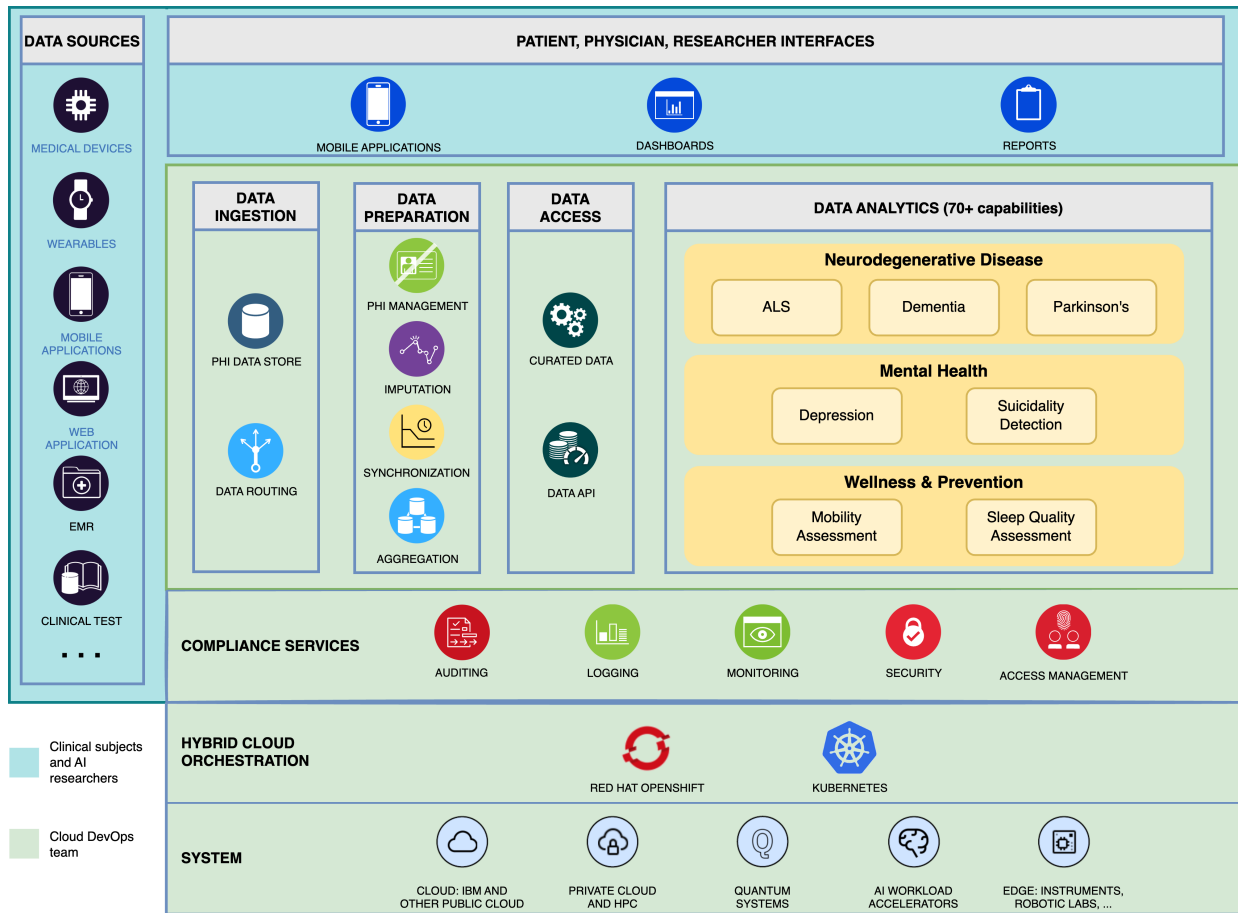 DATA SOURCES
MEDICAL DEVICES
WEARABLES
MOBILE
APPLICATIONS
WEB
APPLICATION
EMR
CLINICAL TEST
. . .
PATIENT, PHYSICIAN, RESEARCHER INTERFACES
MOBILE APPLICATIONS
DASHBOARDS
REPORTS
DATA
INGESTION
PHI DATA STORE
DATA ROUTING
DATA
PREPARATION
PHI MANAGEMENT
IMPUTATION
SYNCHRONIZATION
AGGREGATION
DATA
ACCESS
CURATED DATA
DATA API
DATA ANALYTICS (70+ capabilities)
Neurodegenerative Disease
ALS
Dementia
Parkinson's
Mental Health
Depression
Suicidality
Detection
Wellness & Prevention
Mobility
Assessment
Sleep Quality
Assessment
COMPLIANCE SERVICES
AUDITING
LOGGING
MONITORING
SECURITY
ACCESS MANAGEMENT
HYBRID CLOUD
ORCHESTRATION
RED HAT OPENSHIFT
KUBERNETES
SYSTEM
CLOUD: IBM AND
OTHER PUBLIC CLOUD
PRIVATE CLOUD
AND HPC
Q
QUANTUM
SYSTEMS
AI WORKLOAD
ACCELERATORS
EDGE: INSTRUMENTS,
ROBOTIC LABS, ...
Clinical subjects
and AI
researchers
Cloud DevOps
team